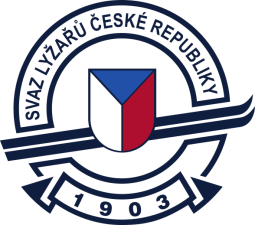 SVAZ LYŽAŘŮ ČESKÉ REPUBLIKY
1903